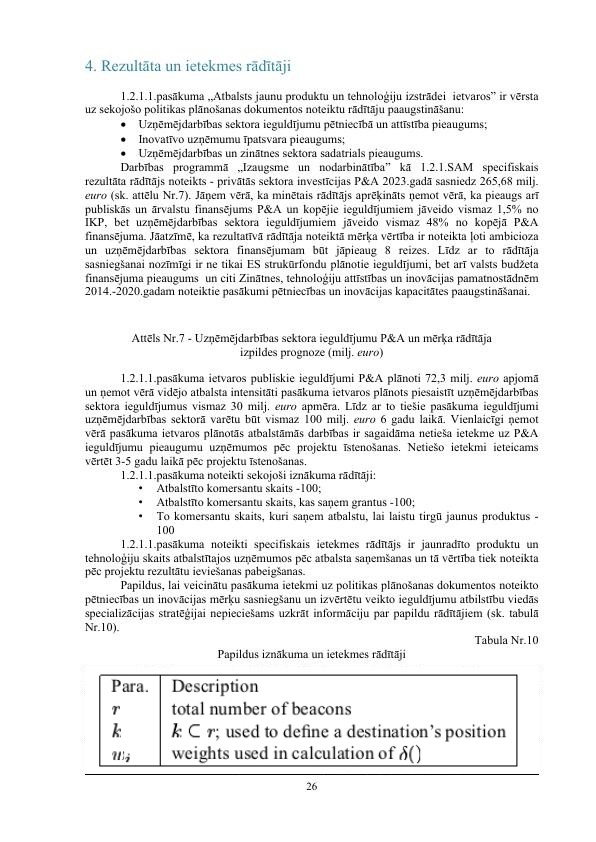 4. Rezultāta un ietekmes rādītāji
1.2.1.1.pasākuma „Atbalsts jaunu produktu un tehnoloģiju izstrādei ietvaros” ir vērsta
uz sekojošo politikas plānošanas dokumentos noteiktu rādītāju paaugstināšanu:
• Uzņēmējdarbības sektora ieguldījumu pētniecībā un attīstība pieaugums;
• Inovatīvo uzņēmumu īpatsvara pieaugums;
• Uzņēmējdarbības un zinātnes sektora sadatrials pieaugums.
Darbības programmā „Izaugsme un nodarbinātība” kā 1.2.1.SAM specifiskais
rezultāta rādītājs noteikts - privātās sektora investīcijas P&A 2023.gadā sasniedz 265,68 milj.
euro (sk. attēlu Nr.7). Jāņem vērā, ka minētais rādītājs aprēķināts ņemot vērā, ka pieaugs arī
publiskās un ārvalstu finansējums P&A un kopējie ieguldījumiem jāveido vismaz 1,5% no
IKP, bet uzņēmējdarbības sektora ieguldījumiem jāveido vismaz 48% no kopējā P&A
finansējuma. Jāatzīmē, ka rezultatīvā rādītāja noteiktā mērķa vērtība ir noteikta ļoti ambicioza
un uzņēmējdarbības sektora finansējumam būt jāpieaug 8 reizes. Līdz ar to rādītāja
sasniegšanai nozīmīgi ir ne tikai ES strukūrfondu plānotie ieguldījumi, bet arī valsts budžeta
finansējuma pieaugums un citi Zinātnes, tehnoloģiju attīstības un inovācijas pamatnostādnēm
2014.-2020.gadam noteiktie pasākumi pētniecības un inovācijas kapacitātes paaugstināšanai.
Attēls Nr.7 - Uzņēmējdarbības sektora ieguldījumu P&A un mērķa rādītāja
izpildes prognoze (milj. euro)
1.2.1.1.pasākuma ietvaros publiskie ieguldījumi P&A plānoti 72,3 milj. euro apjomā
un ņemot vērā vidējo atbalsta intensitāti pasākuma ietvaros plānots piesaistīt uzņēmējdarbības
sektora ieguldījumus vismaz 30 milj. euro apmēra. Līdz ar to tiešie pasākuma ieguldījumi
uzņēmējdarbības sektorā varētu būt vismaz 100 milj. euro 6 gadu laikā. Vienlaicīgi ņemot
vērā pasākuma ietvaros plānotās atbalstāmās darbības ir sagaidāma netieša ietekme uz P&A
ieguldījumu pieaugumu uzņēmumos pēc projektu īstenošanas. Netiešo ietekmi ieteicams
vērtēt 3-5 gadu laikā pēc projektu īstenošanas.
1.2.1.1.pasākuma noteikti sekojoši iznākuma rādītāji:
• Atbalstīto komersantu skaits -100;
• Atbalstīto komersantu skaits, kas saņem grantus -100;
• To komersantu skaits, kuri saņem atbalstu, lai laistu tirgū jaunus produktus -
100
1.2.1.1.pasākuma noteikti specifiskais ietekmes rādītājs ir jaunradīto produktu un
tehnoloģiju skaits atbalstītajos uzņēmumos pēc atbalsta saņemšanas un tā vērtība tiek noteikta
pēc projektu rezultātu ieviešanas pabeigšanas.
Papildus, lai veicinātu pasākuma ietekmi uz politikas plānošanas dokumentos noteikto
pētniecības un inovācijas mērķu sasniegšanu un izvērtētu veikto ieguldījumu atbilstību viedās
specializācijas stratēģijai nepieciešams uzkrāt informāciju par papildu rādītājiem (sk. tabulā
Nr.10).
Tabula Nr.10
Papildus iznākuma un ietekmes rādītāji
Para. Description
r total number of beacons
k k ⊂ r; used to define a destination's position
w_i weights used in calculation of δ()
26